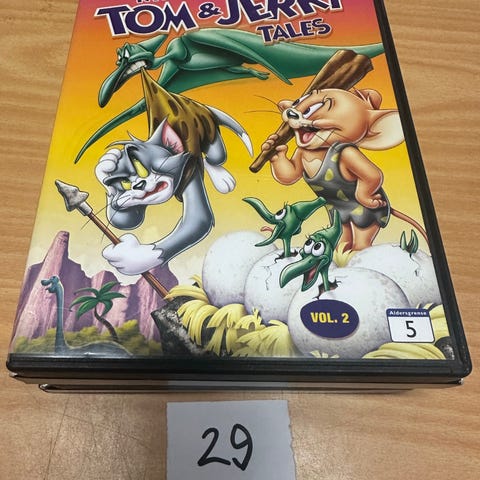 TOM & JERRY
TALES
VOL. 2
Aldersgrense
5
29